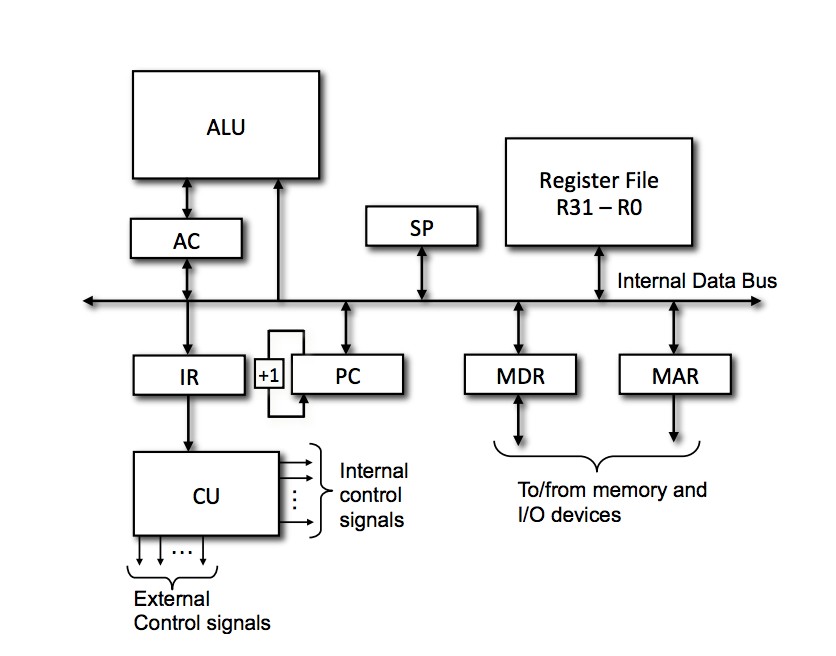 ALU
Register File
R31 – R0
SP
AC
Internal Data Bus
IR
+1
PC
MDR
MAR
CU
Internal
control
signals
To/from memory and
I/O devices
...
...
External
Control signals